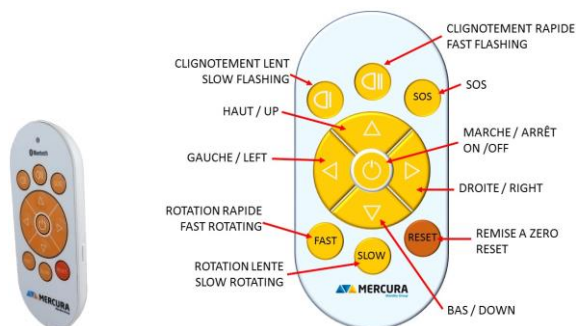 CLIGNOTEMENT RAPIDE
FAST FLASHING
CLIGNOTEMENT LENT
SLOW FLASHING
SOS
SOS
HAUT / UP
MARCHE / ARRÊT
ON /OFF
GAUCHE / LEFT
DROITE / RIGHT
ROTATION RAPIDE
FAST ROTATING
FAST
RESET
REMISE A ZERO
RESET
SLOW
ROTATION LENTE
SLOW ROTATING
MERCURA
BAS / DOWN
Bluetooth
MERCURA